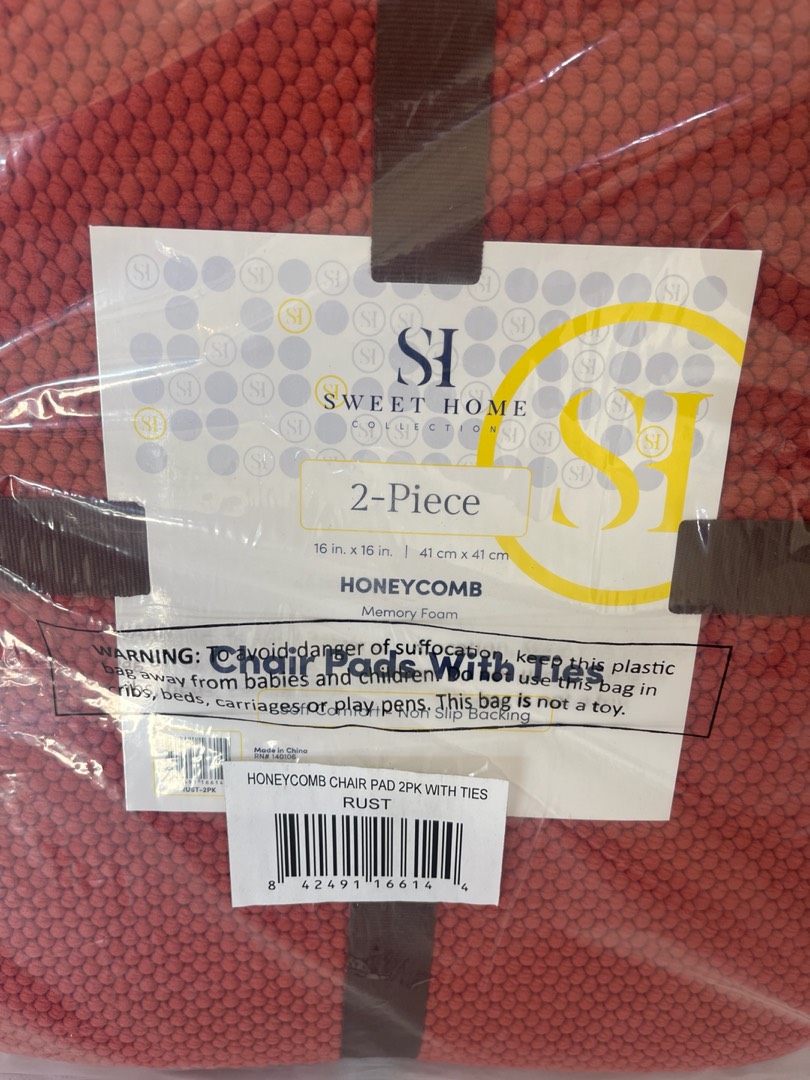 SH
SWEET HOME
COLLECTION
SH
2-Piece
16 in. x 16 in. | 41 cm x 41 cm
HONEYCOMB
Memory Foam
Chair Pads With Ties
WARNING: To avoid danger of suffocation, keep this plastic
bag away from babies and children. Do not use this bag in
cribs, beds, carriages or play pens. This bag is not a toy.
Soft Comfort Non Slip Backing
Made in China
RN# 140106
16614
RUST-2PK
HONEYCOMB CHAIR PAD 2PK WITH TIES
RUST
8 42491 16614 4